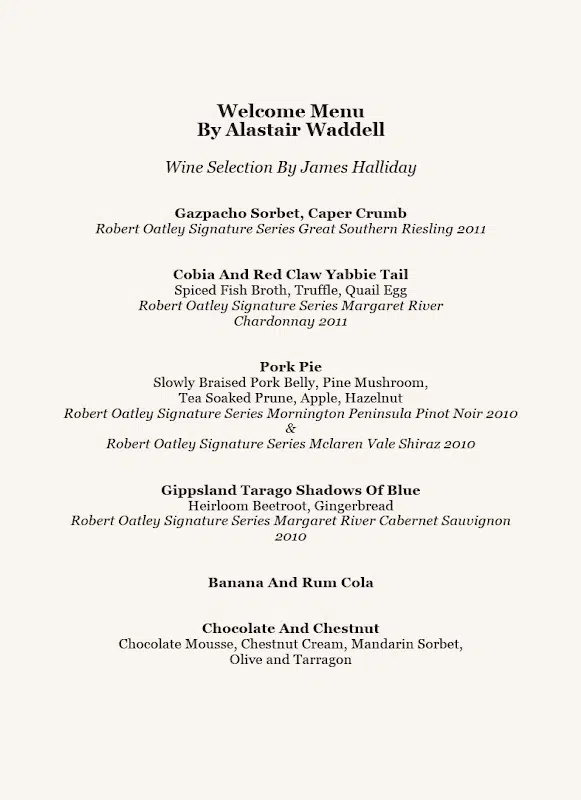 Welcome Menu
By Alastair Waddell
Wine Selection By James Halliday
Gazpacho Sorbet, Caper Crumb
Robert Oatley Signature Series Great Southern Riesling 2011
Cobia And Red Claw Yabbie Tail
Spiced Fish Broth, Truffle, Quail Egg
Robert Oatley Signature Series Margaret River
Chardonnay 2011
Pork Pie
Slowly Braised Pork Belly, Pine Mushroom,
Tea Soaked Prune, Apple, Hazelnut
Robert Oatley Signature Series Mornington Peninsula Pinot Noir 2010
&
Robert Oatley Signature Series Mclaren Vale Shiraz 2010
Gippsland Tarago Shadows Of Blue
Heirloom Beetroot, Gingerbread
Robert Oatley Signature Series Margaret River Cabernet Sauvignon
2010
Banana And Rum Cola
Chocolate And Chestnut
Chocolate Mousse, Chestnut Cream, Mandarin Sorbet,
Olive and Tarragon